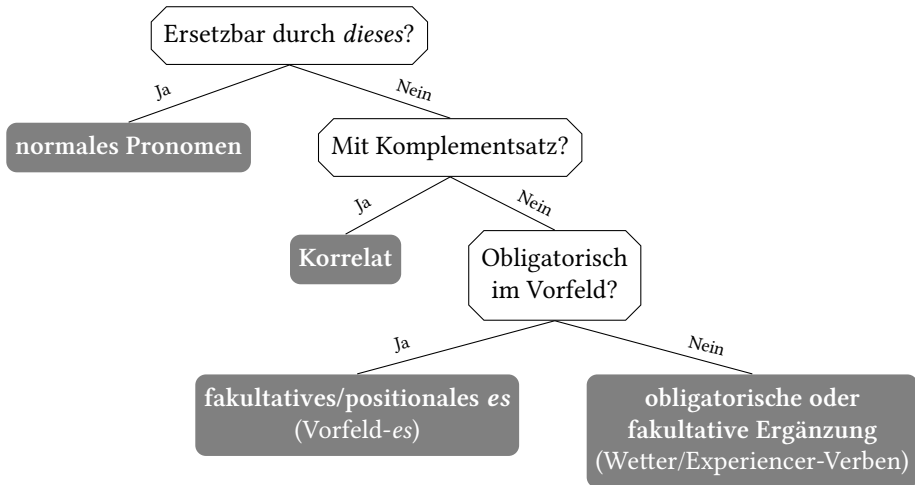 Ersetzbar durch dieses?
Ja
Nein
normales Pronomen
Mit Komplementsatz?
Ja
Nein
Korrelat
Obligatorisch
im Vorfeld?
Ja
Nein
fakultatives/positionales es
(Vorfeld-es)
obligatorische oder
fakultative Ergänzung
(Wetter/Experiencer-Verben)